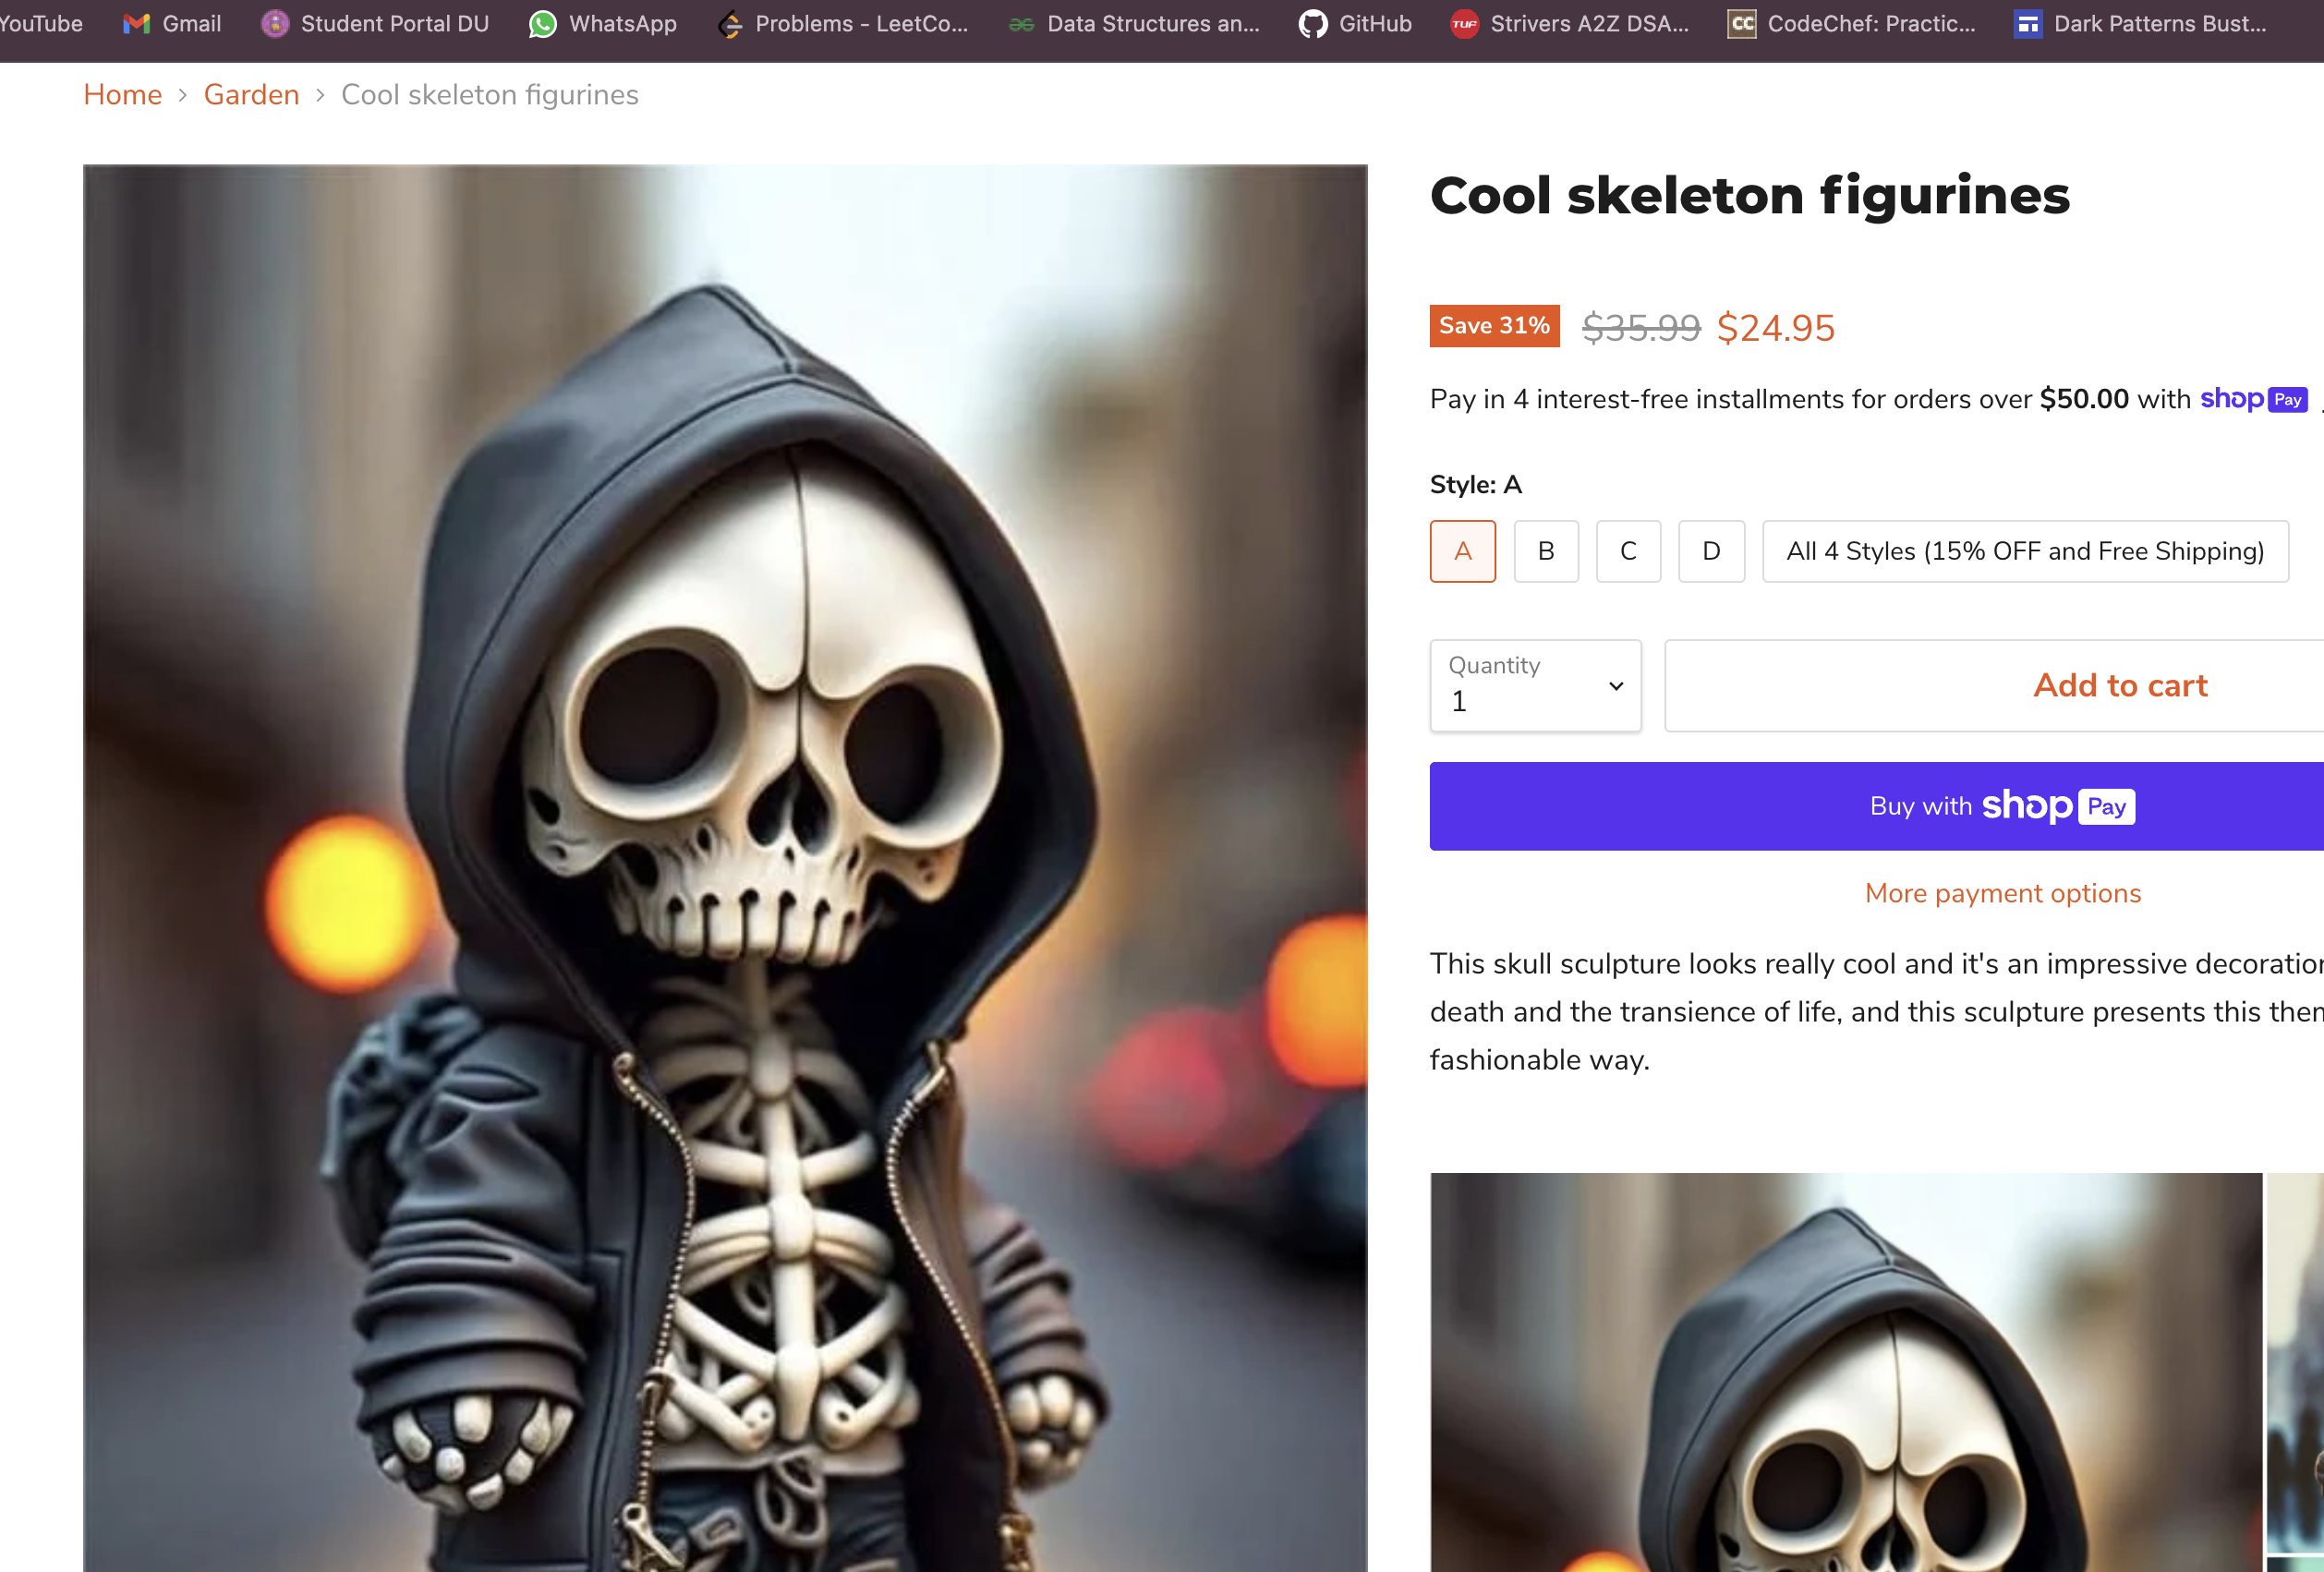 YouTube Gmail Student Portal DU WhatsApp Problems - LeetCo... Data Structures an... GitHub TUF Strivers A2Z DSA... CC CodeChef: Practic... Dark Patterns Bust...
Home > Garden > Cool skeleton figurines
Cool skeleton figurines
Save 31% $35.99 $24.95
Pay in 4 interest-free installments for orders over $50.00 with shop Pay
Style: A
A B C D All 4 Styles (15% OFF and Free Shipping)
Quantity
1
Add to cart
Buy with shop Pay
More payment options
This skull sculpture looks really cool and it's an impressive decoration
death and the transience of life, and this sculpture presents this
fashionable way.